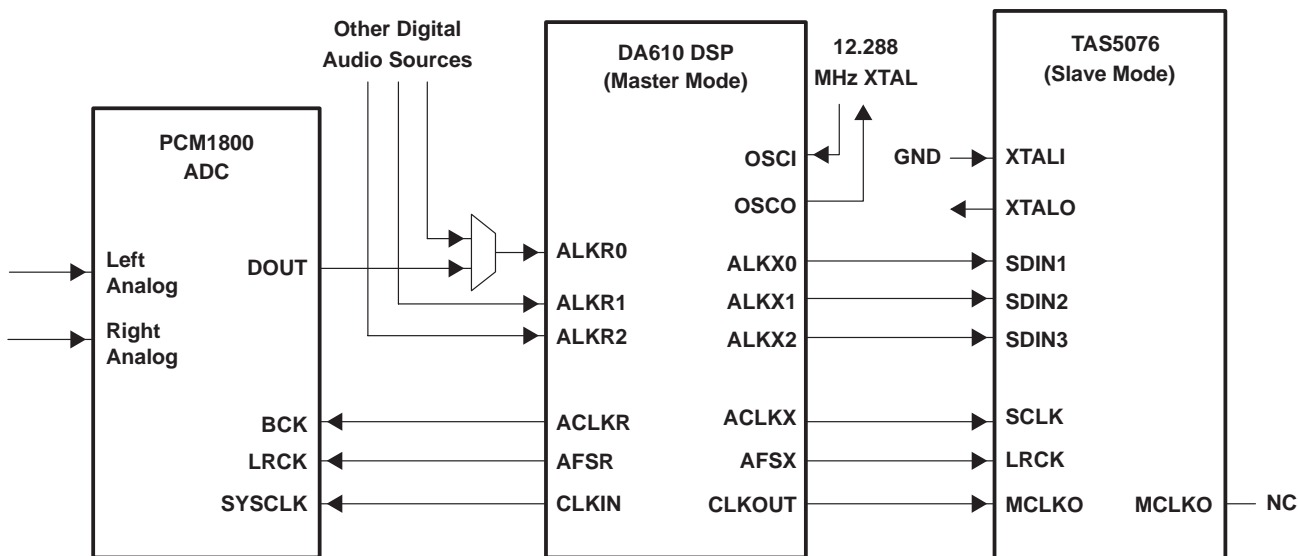 Other Digital
Audio Sources
PCM1800
ADC
Left
Analog
Right
Analog
DOUT
BCK
LRCK
SYSCLK
DA610 DSP
(Master Mode)
ALKR0
ALKR1
ALKR2
ACLKR
AFSR
CLKIN
OSCI
OSCO
ALKX0
ALKX1
ALKX2
ACLKX
AFSX
CLKOUT
12.288
MHz XTAL
TAS5076
(Slave Mode)
GND
XTALI
XTALO
SDIN1
SDIN2
SDIN3
SCLK
LRCK
MCLKO
MCLKO
NC